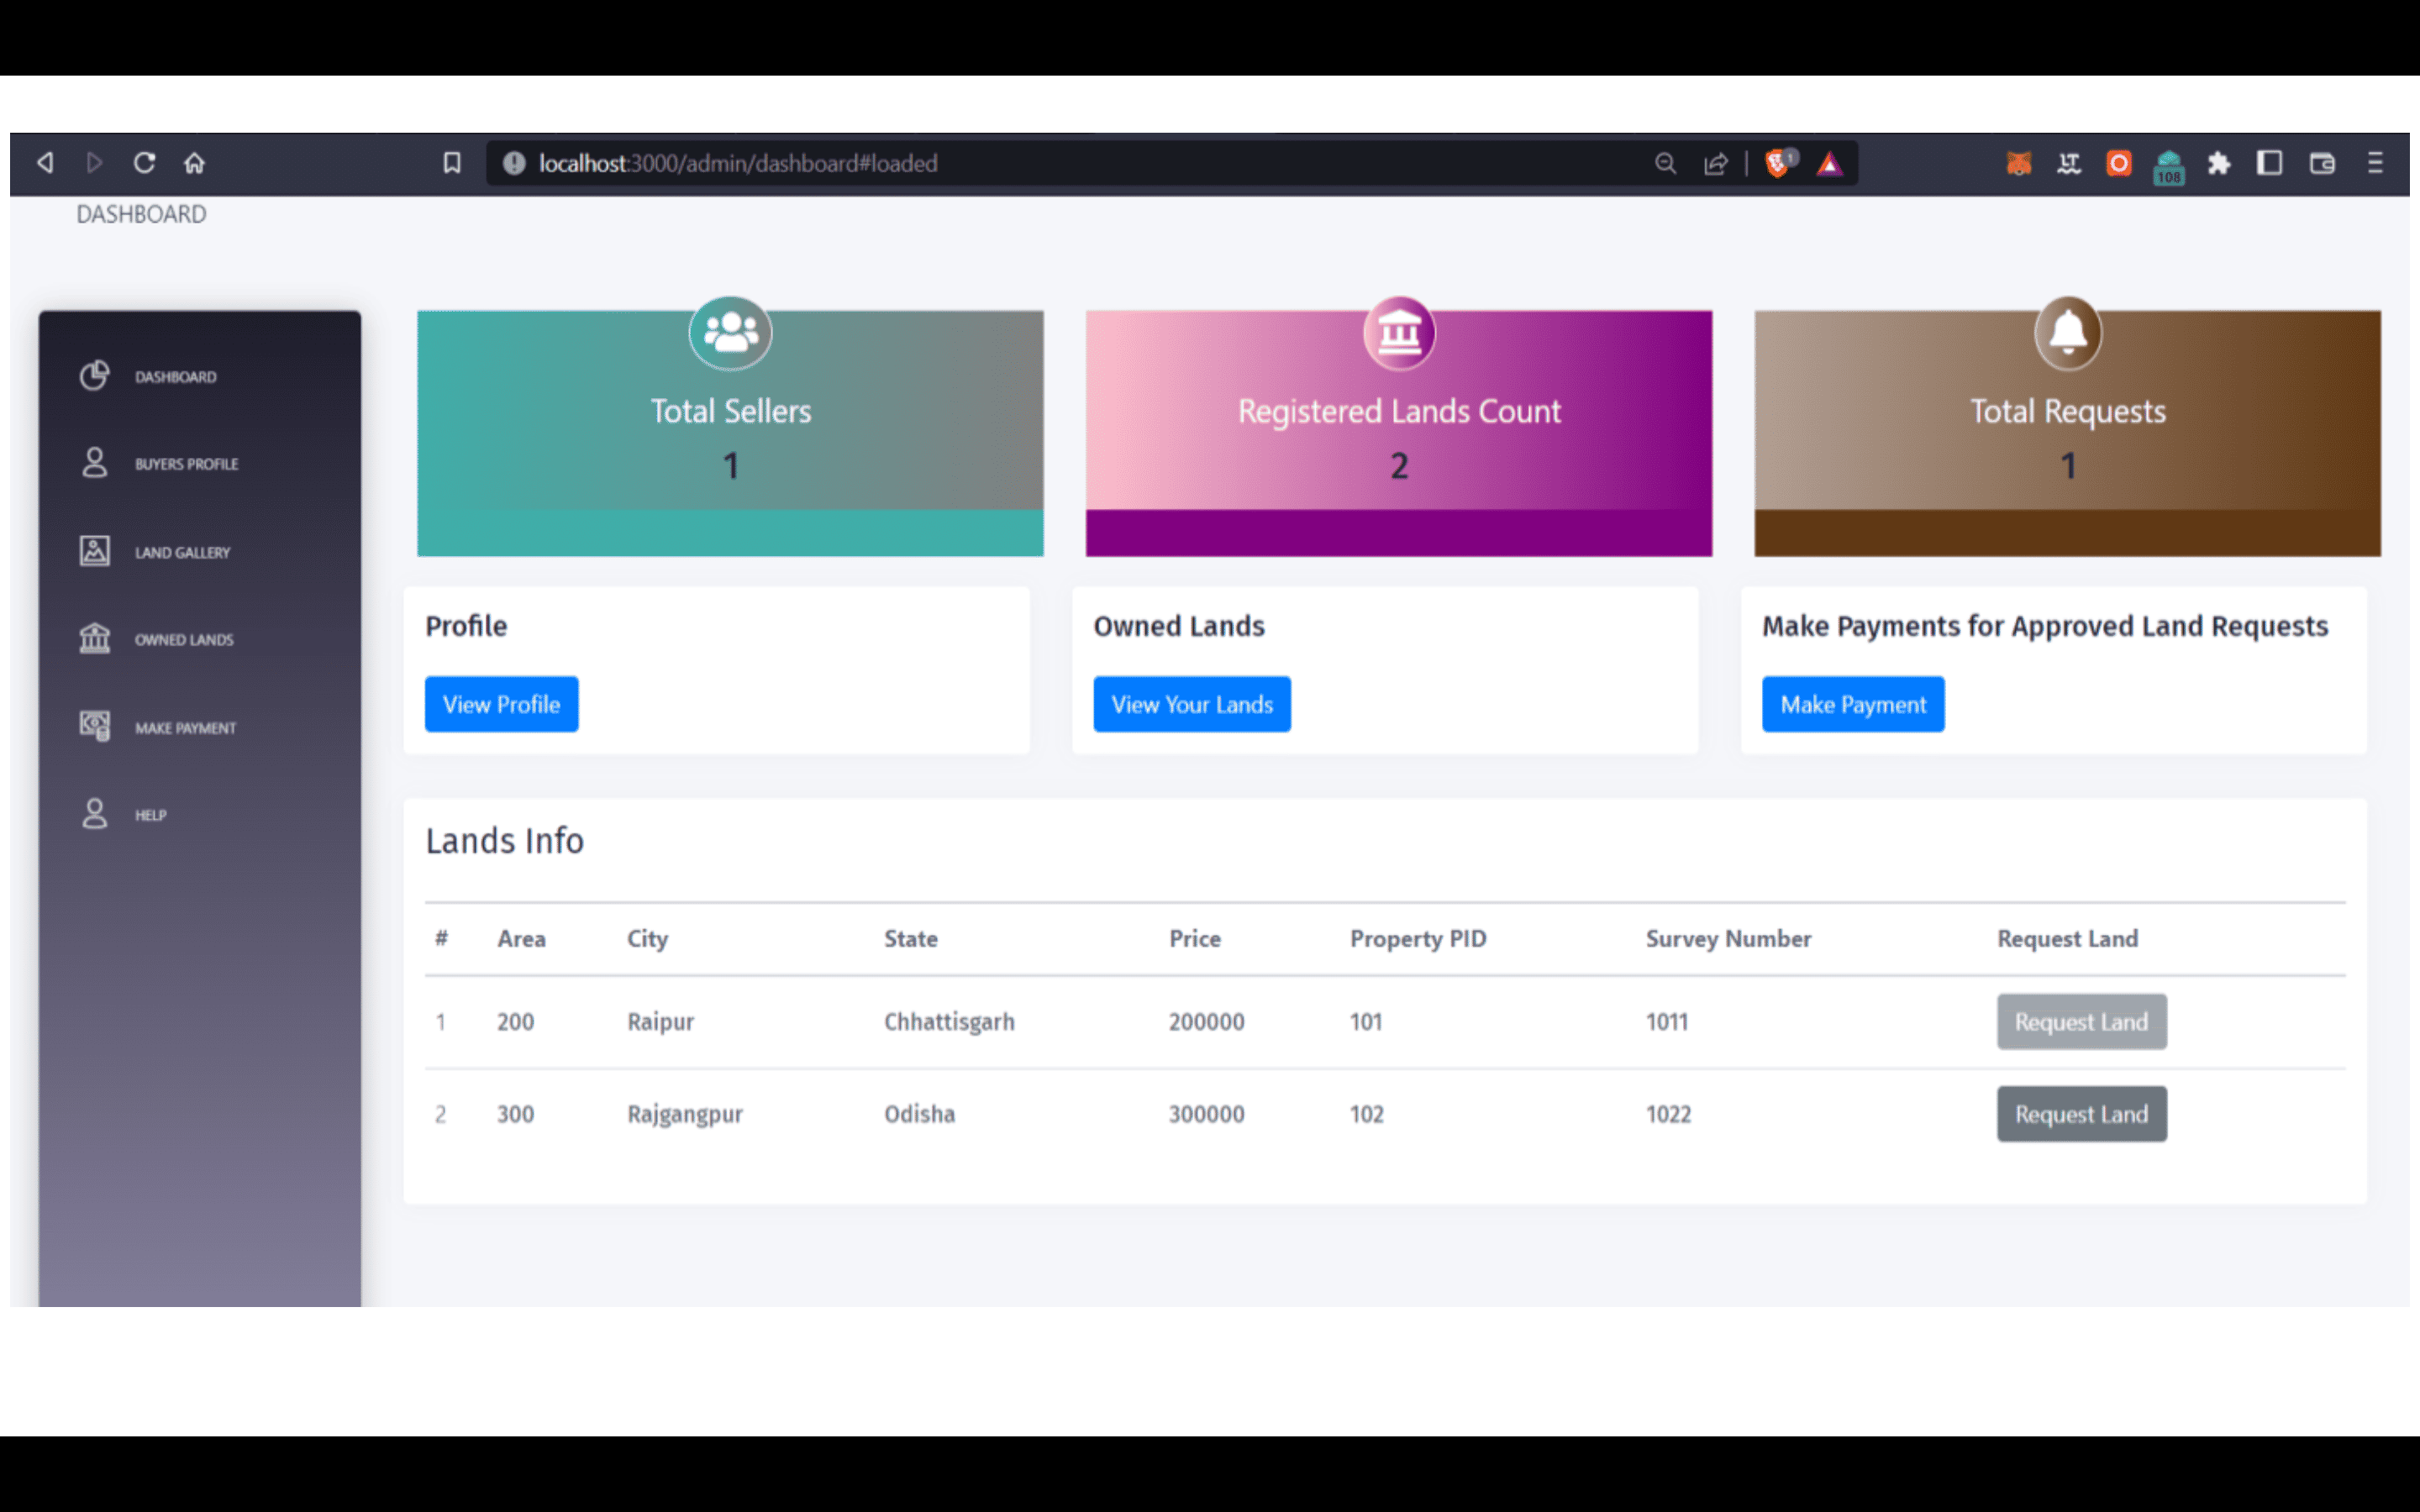 localhost:3000/admin/dashboard#loaded
1
LT
108
DASHBOARD
DASHBOARD
BUYERS PROFILE
LAND GALLERY
OWNED LANDS
MAKE PAYMENT
HELP
Total Sellers
1
Registered Lands Count
2
Total Requests
1
Profile
View Profile
Owned Lands
View Your Lands
Make Payments for Approved Land Requests
Make Payment
Lands Info
# Area City State Price Property PID Survey Number Request Land
1 200 Raipur Chhattisgarh 200000 101 1011 Request Land
2 300 Rajgangpur Odisha 300000 102 1022 Request Land